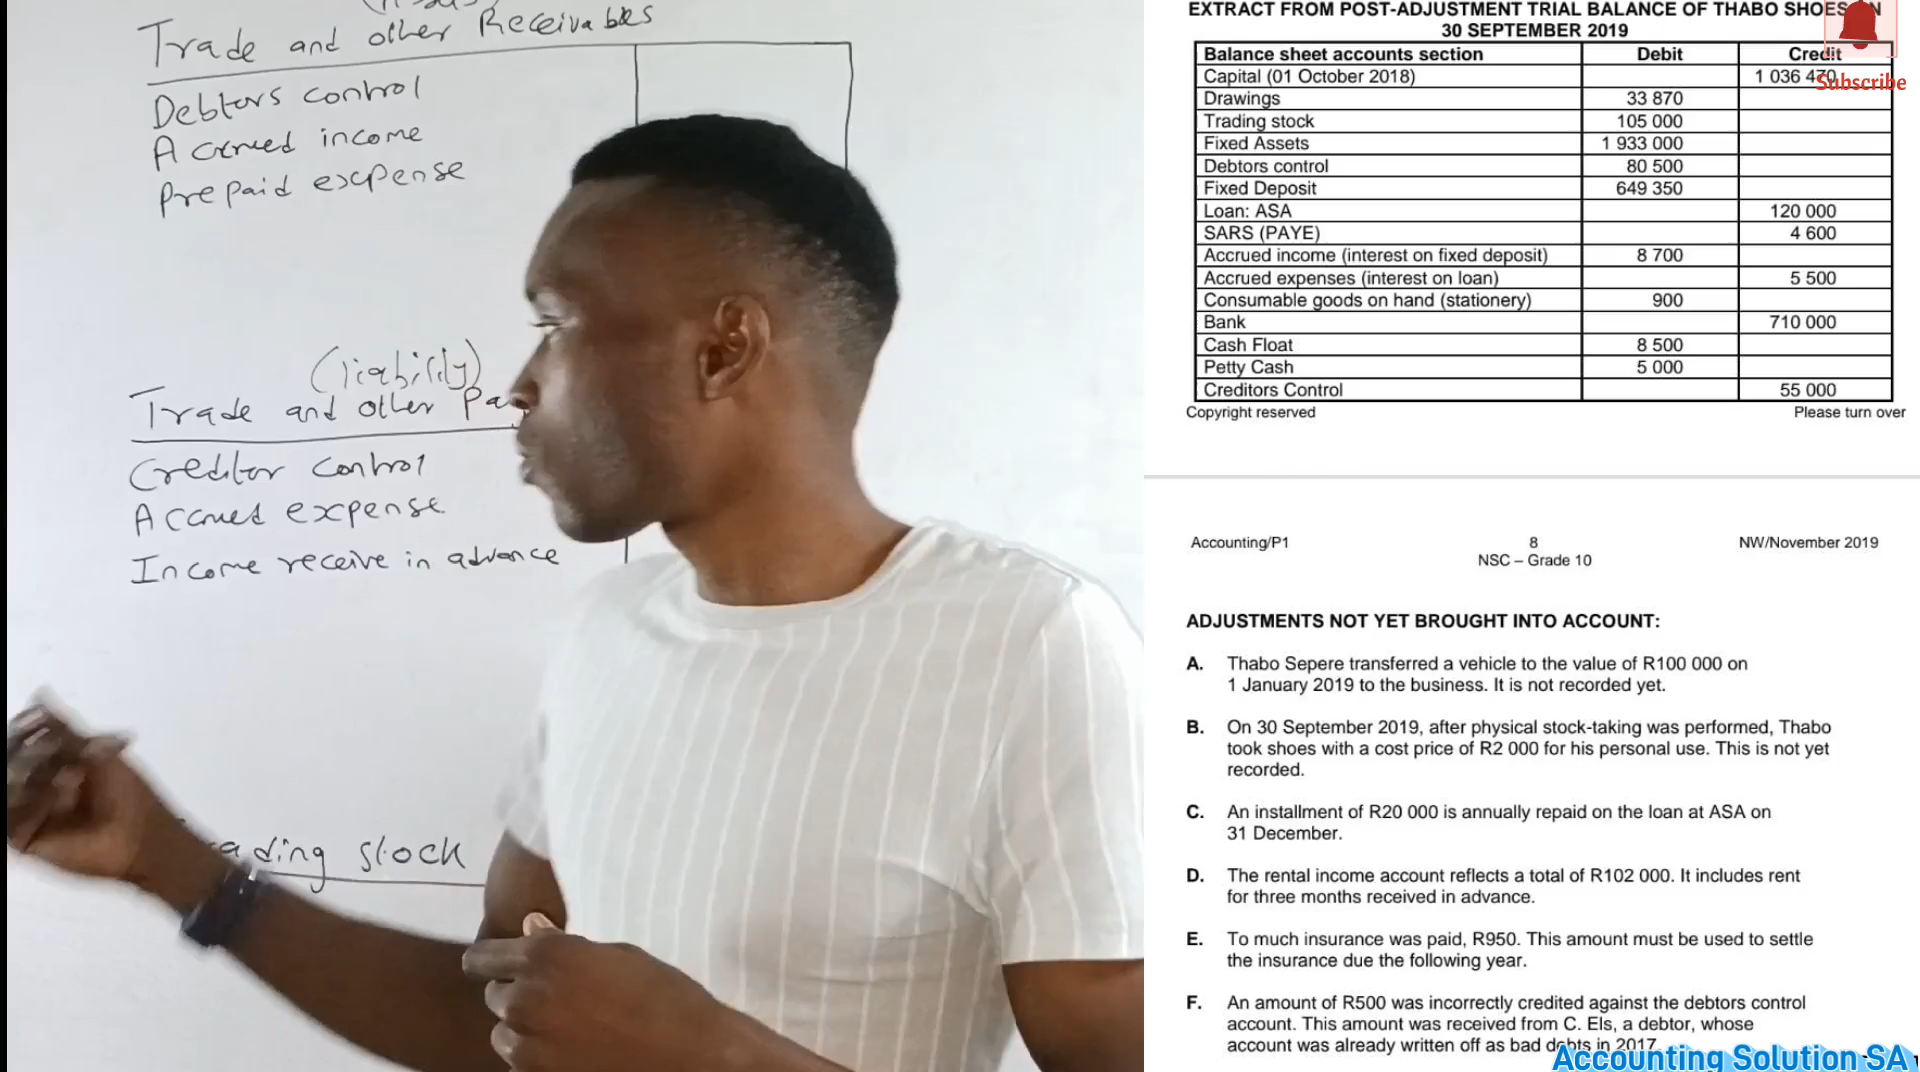 Trade and other Receivables
Debtors control
Accrued income
Prepaid expense
(liability)
Trade and other Pa
Creditor control
Accrued expense
Income receive in advance
ading stock
EXTRACT FROM POST-ADJUSTMENT TRIAL BALANCE OF THABO SHOES
30 SEPTEMBER 2019
Balance sheet accounts section Debit Credit
Capital (01 October 2018) 1 036 470
Subscribe
Drawings 33 870
Trading stock 105 000
Fixed Assets 1 933 000
Debtors control 80 500
Fixed Deposit 649 350
Loan: ASA 120 000
SARS (PAYE) 4 600
Accrued income (interest on fixed deposit) 8 700
Accrued expenses (interest on loan) 5 500
Consumable goods on hand (stationery) 900
Bank 710 000
Cash Float 8 500
Petty Cash 5 000
Creditors Control 55 000
Copyright reserved Please turn over
Accounting/P1 8 NW/November 2019
NSC – Grade 10
ADJUSTMENTS NOT YET BROUGHT INTO ACCOUNT:
A. Thabo Sepere transferred a vehicle to the value of R100 000 on
1 January 2019 to the business. It is not recorded yet.
B. On 30 September 2019, after physical stock-taking was performed, Thabo
took shoes with a cost price of R2 000 for his personal use. This is not yet
recorded.
C. An installment of R20 000 is annually repaid on the loan at ASA on
31 December.
D. The rental income account reflects a total of R102 000. It includes rent
for three months received in advance.
E. To much insurance was paid, R950. This amount must be used to settle
the insurance due the following year.
F. An amount of R500 was incorrectly credited against the debtors control
account. This amount was received from C. Els, a debtor, whose
account was already written off as bad debts in 2017.
Accounting Solution SA